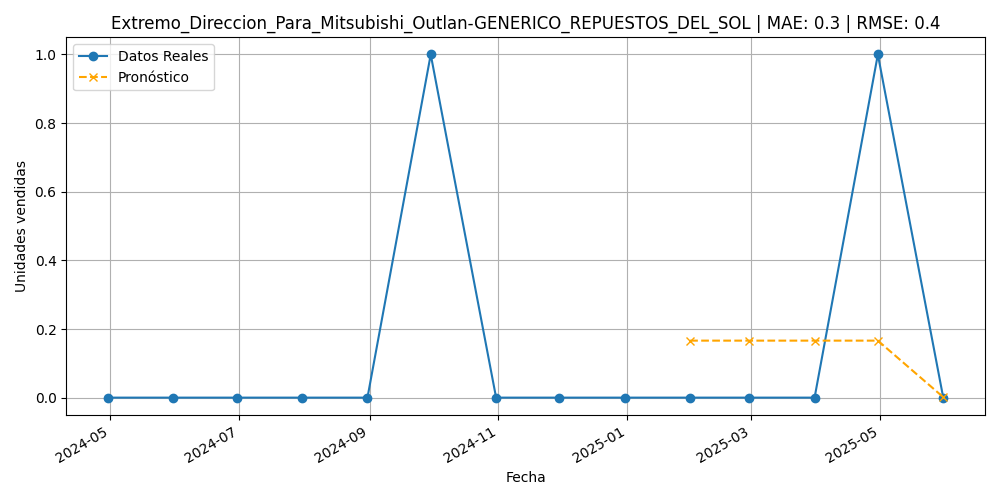 Extremo_Direccion_Para_Mitsubishi_Outlan-GENERICO_REPUESTOS_DEL_SOL | MAE: 0.3 | RMSE: 0.4
Datos Reales
Pronóstico
Unidades vendidas
1.0
0.8
0.6
0.4
0.2
0.0
2024-05
2024-07
2024-09
2024-11
2025-01
2025-03
2025-05
Fecha